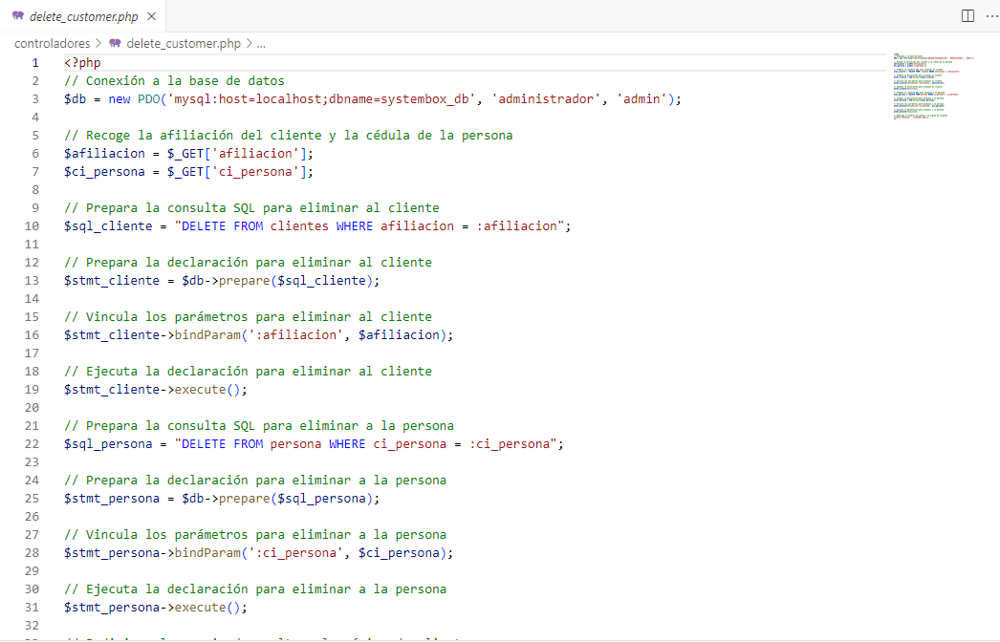 delete_customer.php
controladores > delete_customer.php > ...
1 <?php
2 // Conexión a la base de datos
3 $db = new PDO('mysql:host=localhost;dbname=systembox_db', 'administrador', 'admin');
4
5 // Recoge la afiliación del cliente y la cédula de la persona
6 $afiliacion = $_GET['afiliacion'];
7 $ci_persona = $_GET['ci_persona'];
8
9 // Prepara la consulta SQL para eliminar al cliente
10 $sql_cliente = "DELETE FROM clientes WHERE afiliacion = :afiliacion";
11
12 // Prepara la declaración para eliminar al cliente
13 $stmt_cliente = $db->prepare($sql_cliente);
14
15 // Vincula los parámetros para eliminar al cliente
16 $stmt_cliente->bindParam(':afiliacion', $afiliacion);
17
18 // Ejecuta la declaración para eliminar al cliente
19 $stmt_cliente->execute();
20
21 // Prepara la consulta SQL para eliminar a la persona
22 $sql_persona = "DELETE FROM persona WHERE ci_persona = :ci_persona";
23
24 // Prepara la declaración para eliminar a la persona
25 $stmt_persona = $db->prepare($sql_persona);
26
27 // Vincula los parámetros para eliminar a la persona
28 $stmt_persona->bindParam(':ci_persona', $ci_persona);
29
30 // Ejecuta la declaración para eliminar a la persona
31 $stmt_persona->execute();
32